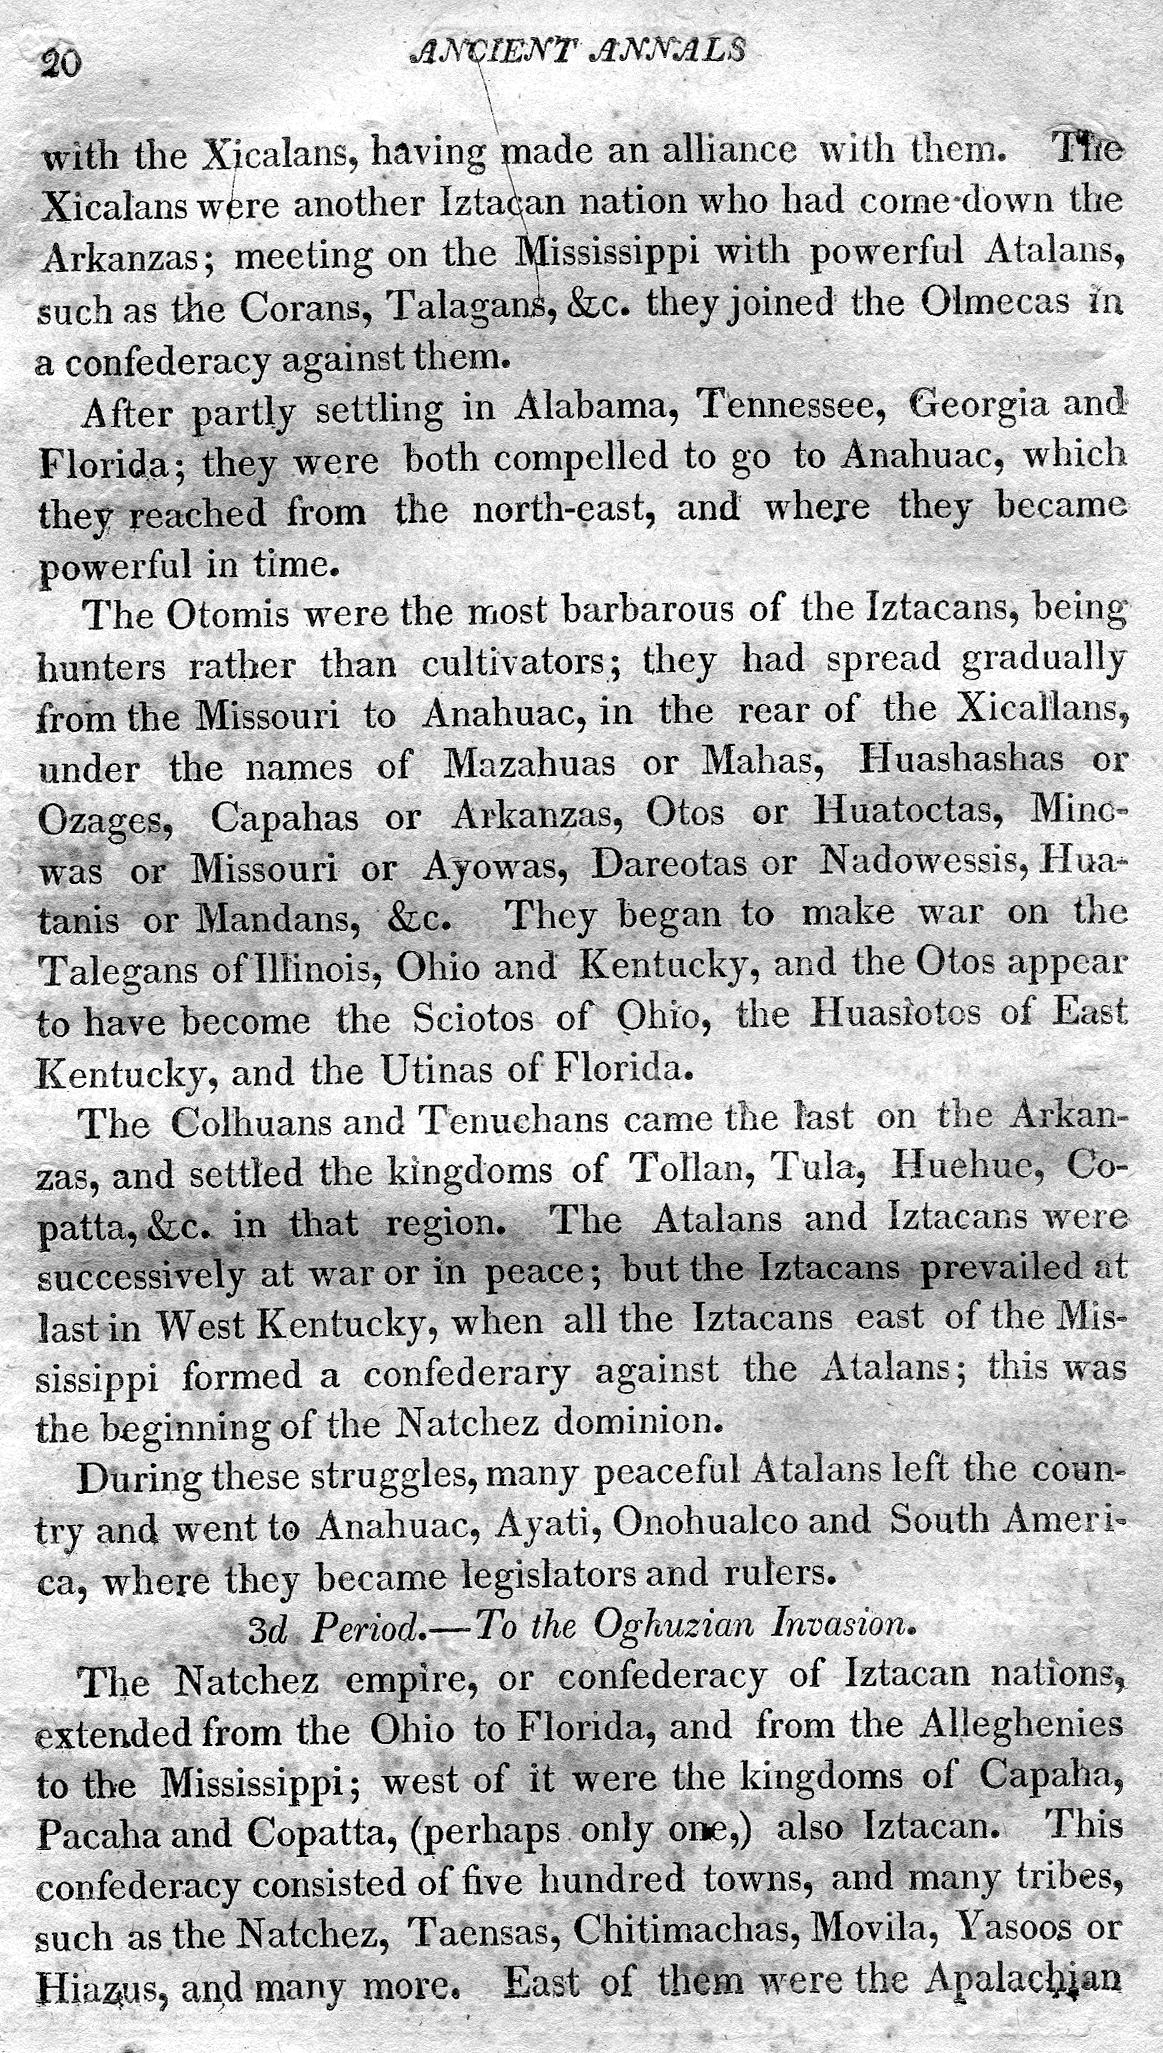 20
ANCIENT ANNALS
with the Xicalans, having made an alliance with them. The
Xicalans were another Iztacan nation who had come down the
Arkanzas; meeting on the Mississippi with powerful Atalans,
such as the Corans, Talagans, &c. they joined the Olmecas in
a confederacy against them.
After partly settling in Alabama, Tennessee, Georgia and
Florida; they were both compelled to go to Anahuac, which
they reached from the north-east, and where they became
powerful in time.
The Otomis were the most barbarous of the Iztacans, being
hunters rather than cultivators; they had spread gradually
from the Missouri to Anahuac, in the rear of the Xicallans,
under the names of Mazahuas or Mahas, Huashashas or
Ozages, Capahas or Arkanzas, Otos or Huatoctas, Mino-
was or Missouri or Ayowas, Dareotas or Nadowessis, Hua-
tanis or Mandans, &c. They began to make war on the
Talegans of Illinois, Ohio and Kentucky, and the Otos appear
to have become the Sciotos of Ohio, the Huasiotos of East
Kentucky, and the Utinas of Florida.
The Colhuans and Tenuchans came the last on the Arkan-
zas, and settled the kingdoms of Tollan, Tula, Huehue, Co-
patta, &c. in that region. The Atalans and Iztacans were
successively at war or in peace; but the Iztacans prevailed at
last in West Kentucky, when all the Iztacans east of the Mis-
sissippi formed a confederary against the Atalans; this was
the beginning of the Natchez dominion.
During these struggles, many peaceful Atalans left the coun-
try and went to Anahuac, Ayati, Onohualco and South Ameri-
ca, where they became legislators and rulers.
3d Period.—To the Oghuzian Invasion.
The Natchez empire, or confederacy of Iztacan nations,
extended from the Ohio to Florida, and from the Alleghenies
to the Mississippi; west of it were the kingdoms of Capaha,
Pacaha and Copatta, (perhaps only one,) also Iztacan. This
confederacy consisted of five hundred towns, and many tribes,
such as the Natchez, Taensas, Chitimachas, Movila, Yasoos or
Hiazus, and many more. East of them were the Apalachian